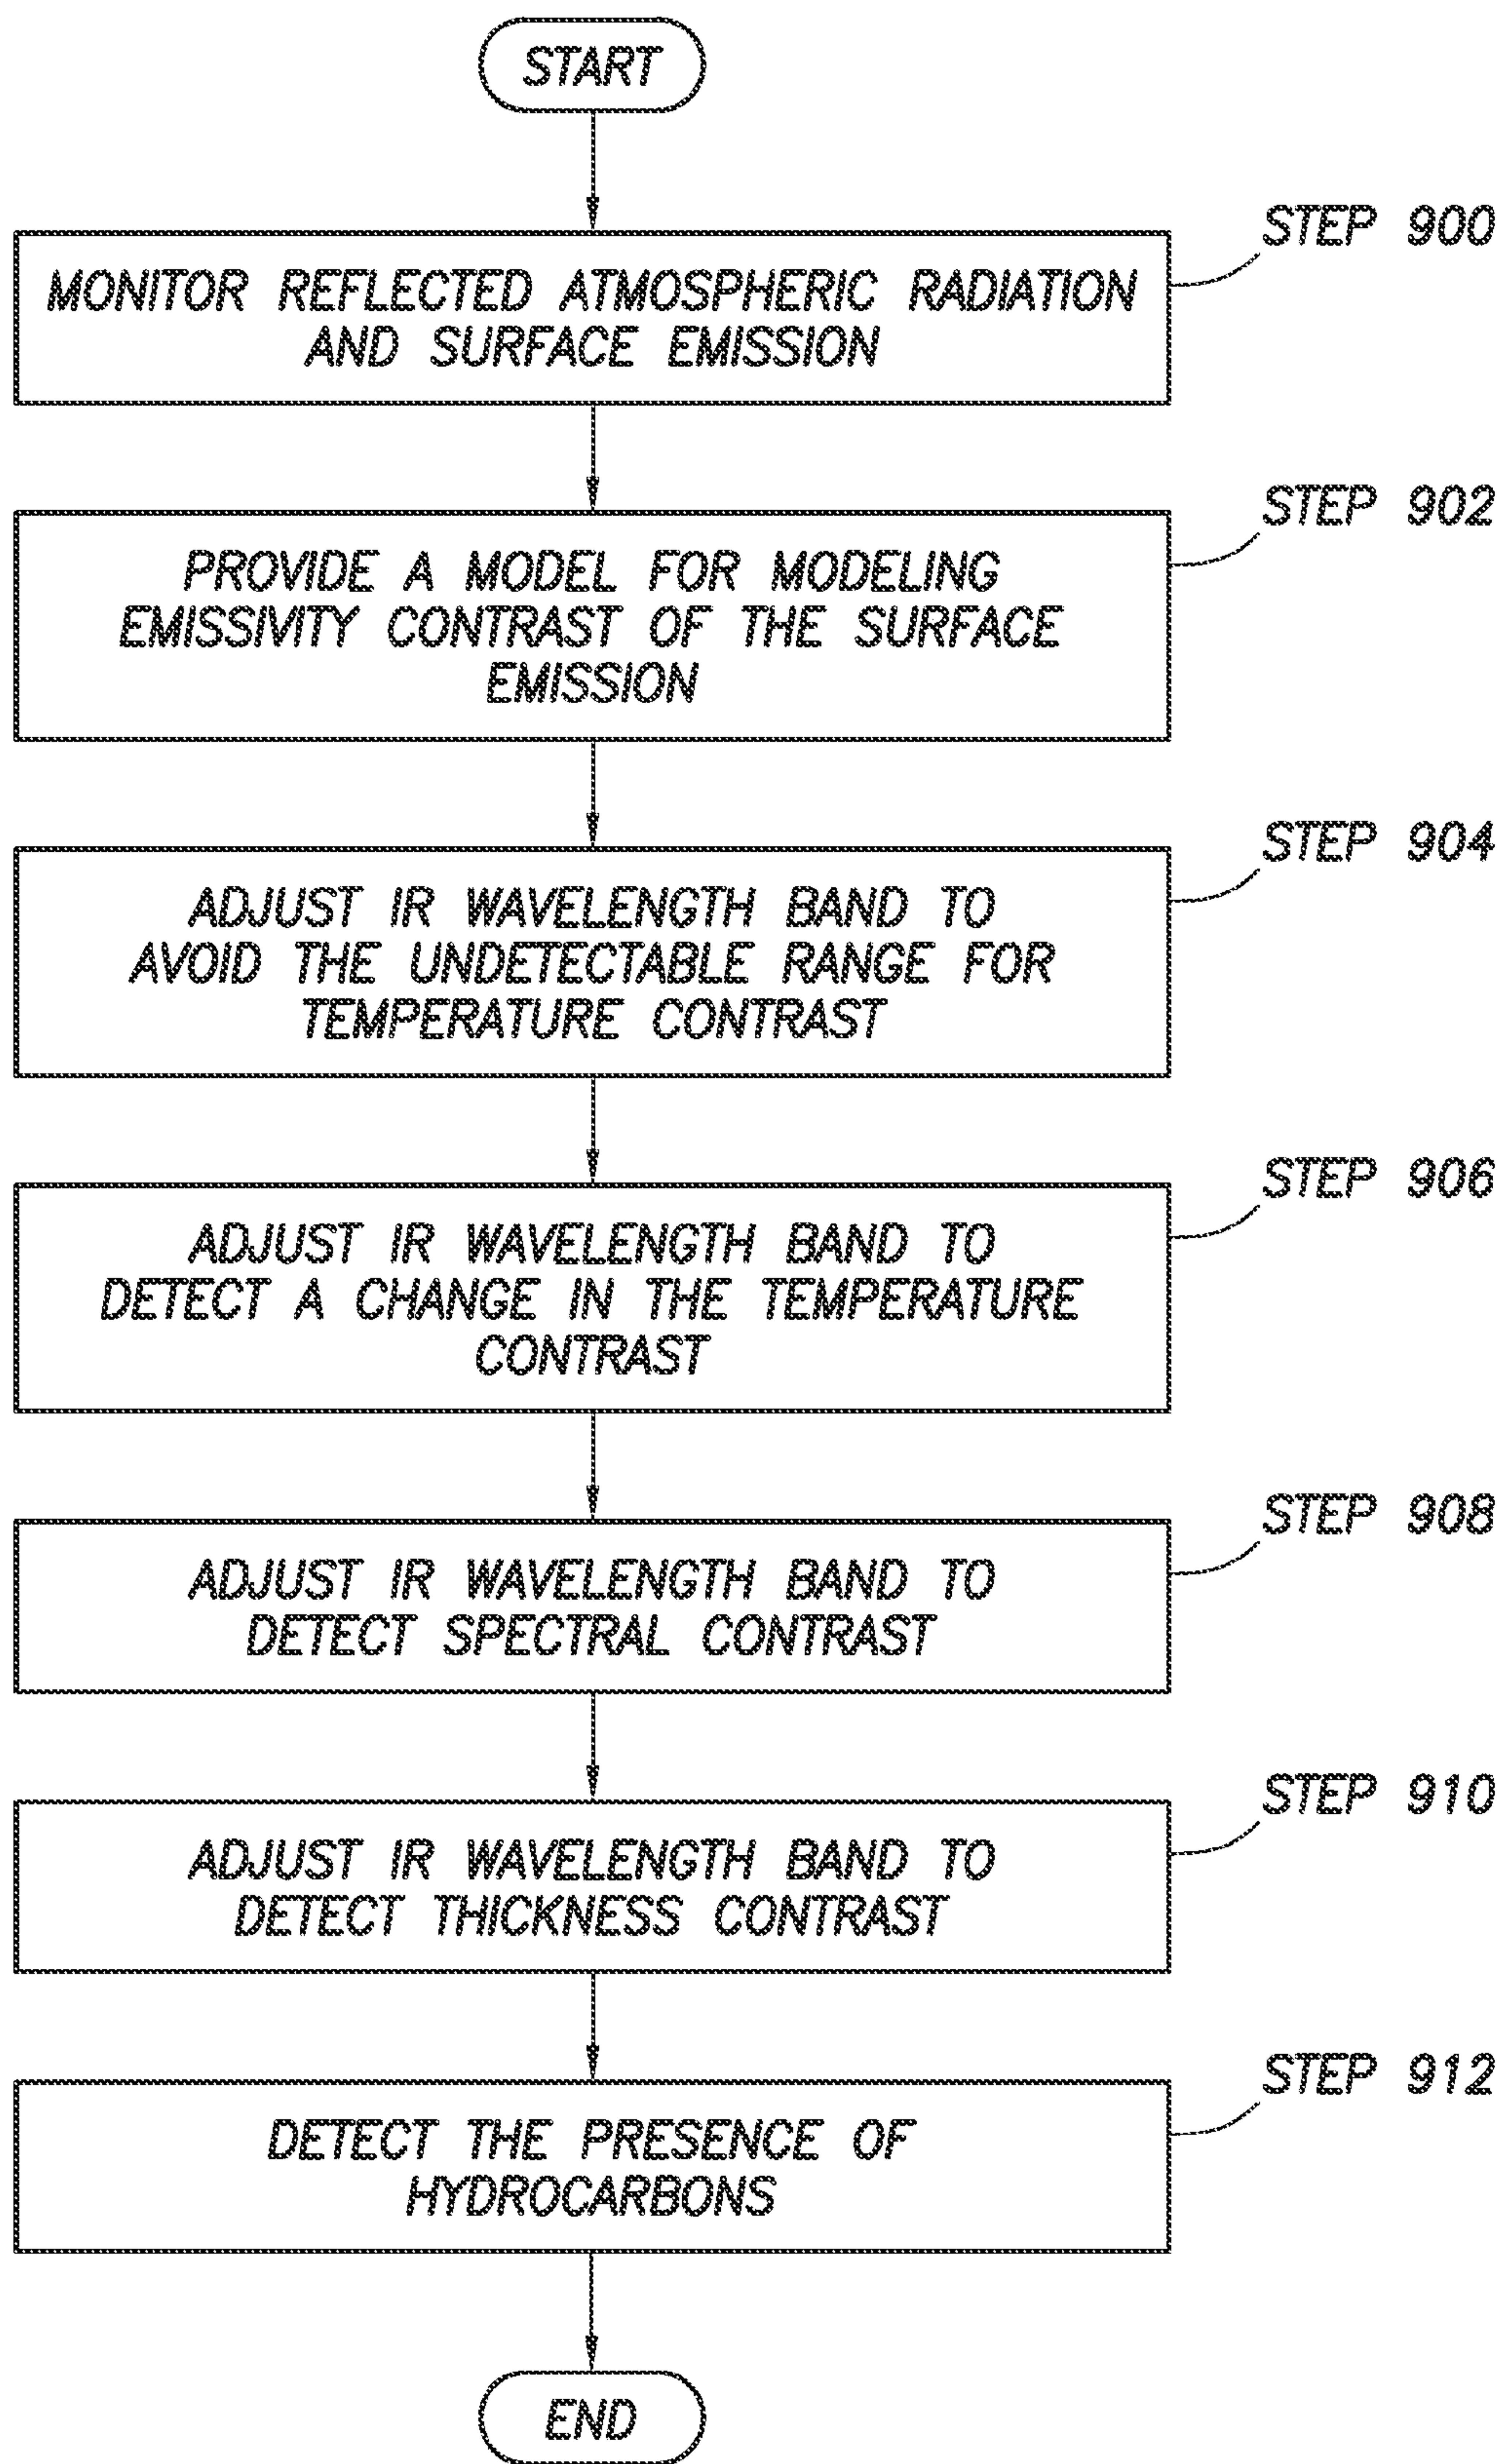 START
STEP 900
MONITOR REFLECTED ATMOSPHERIC RADIATION
AND SURFACE EMISSION
STEP 902
PROVIDE A MODEL FOR MODELING
EMISSIVITY CONTRAST OF THE SURFACE
EMISSION
STEP 904
ADJUST IR WAVELENGTH BAND TO
AVOID THE UNDETECTABLE RANGE FOR
TEMPERATURE CONTRAST
STEP 906
ADJUST IR WAVELENGTH BAND TO
DETECT A CHANGE IN THE TEMPERATURE
CONTRAST
STEP 908
ADJUST IR WAVELENGTH BAND TO
DETECT SPECTRAL CONTRAST
STEP 910
ADJUST IR WAVELENGTH BAND TO
DETECT THICKNESS CONTRAST
STEP 912
DETECT THE PRESENCE OF
HYDROCARBONS
END